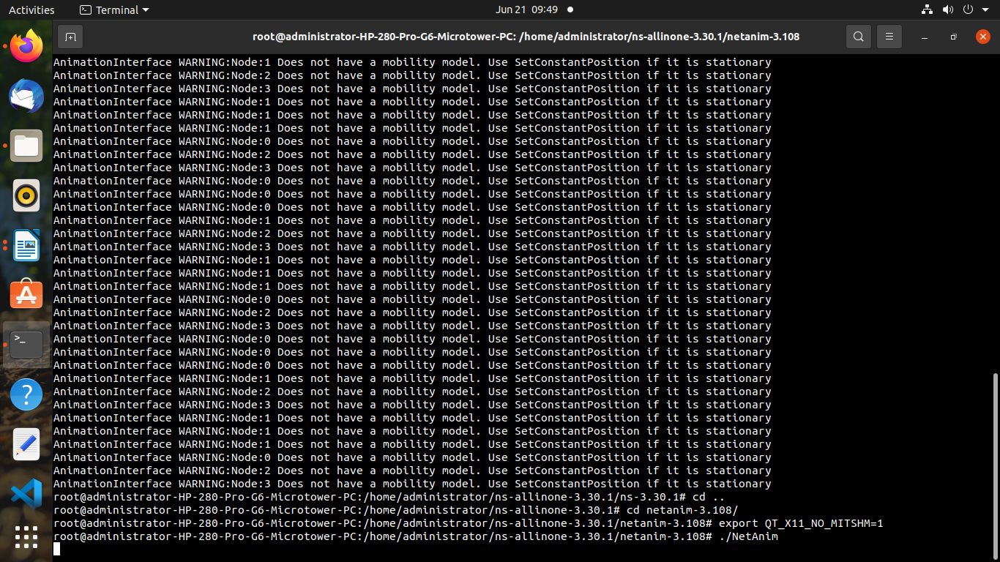 Activities
Terminal
Jun 21 09:49
root@administrator-HP-280-Pro-G6-Microtower-PC: /home/administrator/ns-allinone-3.30.1/netanim-3.108
AnimationInterface WARNING:Node:1 Does not have a mobility model. Use SetConstantPosition if it is stationary
AnimationInterface WARNING:Node:2 Does not have a mobility model. Use SetConstantPosition if it is stationary
AnimationInterface WARNING:Node:3 Does not have a mobility model. Use SetConstantPosition if it is stationary
AnimationInterface WARNING:Node:1 Does not have a mobility model. Use SetConstantPosition if it is stationary
AnimationInterface WARNING:Node:1 Does not have a mobility model. Use SetConstantPosition if it is stationary
AnimationInterface WARNING:Node:1 Does not have a mobility model. Use SetConstantPosition if it is stationary
AnimationInterface WARNING:Node:0 Does not have a mobility model. Use SetConstantPosition if it is stationary
AnimationInterface WARNING:Node:2 Does not have a mobility model. Use SetConstantPosition if it is stationary
AnimationInterface WARNING:Node:3 Does not have a mobility model. Use SetConstantPosition if it is stationary
AnimationInterface WARNING:Node:0 Does not have a mobility model. Use SetConstantPosition if it is stationary
AnimationInterface WARNING:Node:0 Does not have a mobility model. Use SetConstantPosition if it is stationary
AnimationInterface WARNING:Node:0 Does not have a mobility model. Use SetConstantPosition if it is stationary
AnimationInterface WARNING:Node:1 Does not have a mobility model. Use SetConstantPosition if it is stationary
AnimationInterface WARNING:Node:2 Does not have a mobility model. Use SetConstantPosition if it is stationary
AnimationInterface WARNING:Node:3 Does not have a mobility model. Use SetConstantPosition if it is stationary
AnimationInterface WARNING:Node:1 Does not have a mobility model. Use SetConstantPosition if it is stationary
AnimationInterface WARNING:Node:1 Does not have a mobility model. Use SetConstantPosition if it is stationary
AnimationInterface WARNING:Node:1 Does not have a mobility model. Use SetConstantPosition if it is stationary
AnimationInterface WARNING:Node:0 Does not have a mobility model. Use SetConstantPosition if it is stationary
AnimationInterface WARNING:Node:2 Does not have a mobility model. Use SetConstantPosition if it is stationary
AnimationInterface WARNING:Node:3 Does not have a mobility model. Use SetConstantPosition if it is stationary
AnimationInterface WARNING:Node:0 Does not have a mobility model. Use SetConstantPosition if it is stationary
AnimationInterface WARNING:Node:0 Does not have a mobility model. Use SetConstantPosition if it is stationary
AnimationInterface WARNING:Node:0 Does not have a mobility model. Use SetConstantPosition if it is stationary
AnimationInterface WARNING:Node:1 Does not have a mobility model. Use SetConstantPosition if it is stationary
AnimationInterface WARNING:Node:2 Does not have a mobility model. Use SetConstantPosition if it is stationary
AnimationInterface WARNING:Node:3 Does not have a mobility model. Use SetConstantPosition if it is stationary
AnimationInterface WARNING:Node:1 Does not have a mobility model. Use SetConstantPosition if it is stationary
AnimationInterface WARNING:Node:1 Does not have a mobility model. Use SetConstantPosition if it is stationary
AnimationInterface WARNING:Node:1 Does not have a mobility model. Use SetConstantPosition if it is stationary
AnimationInterface WARNING:Node:0 Does not have a mobility model. Use SetConstantPosition if it is stationary
AnimationInterface WARNING:Node:2 Does not have a mobility model. Use SetConstantPosition if it is stationary
AnimationInterface WARNING:Node:3 Does not have a mobility model. Use SetConstantPosition if it is stationary
root@administrator-HP-280-Pro-G6-Microtower-PC:/home/administrator/ns-allinone-3.30.1/ns-3.30.1# cd ..
root@administrator-HP-280-Pro-G6-Microtower-PC:/home/administrator/ns-allinone-3.30.1# cd netanim-3.108/
root@administrator-HP-280-Pro-G6-Microtower-PC:/home/administrator/ns-allinone-3.30.1/netanim-3.108# export QT_X11_NO_MITSHM=1
root@administrator-HP-280-Pro-G6-Microtower-PC:/home/administrator/ns-allinone-3.30.1/netanim-3.108# ./NetAnim